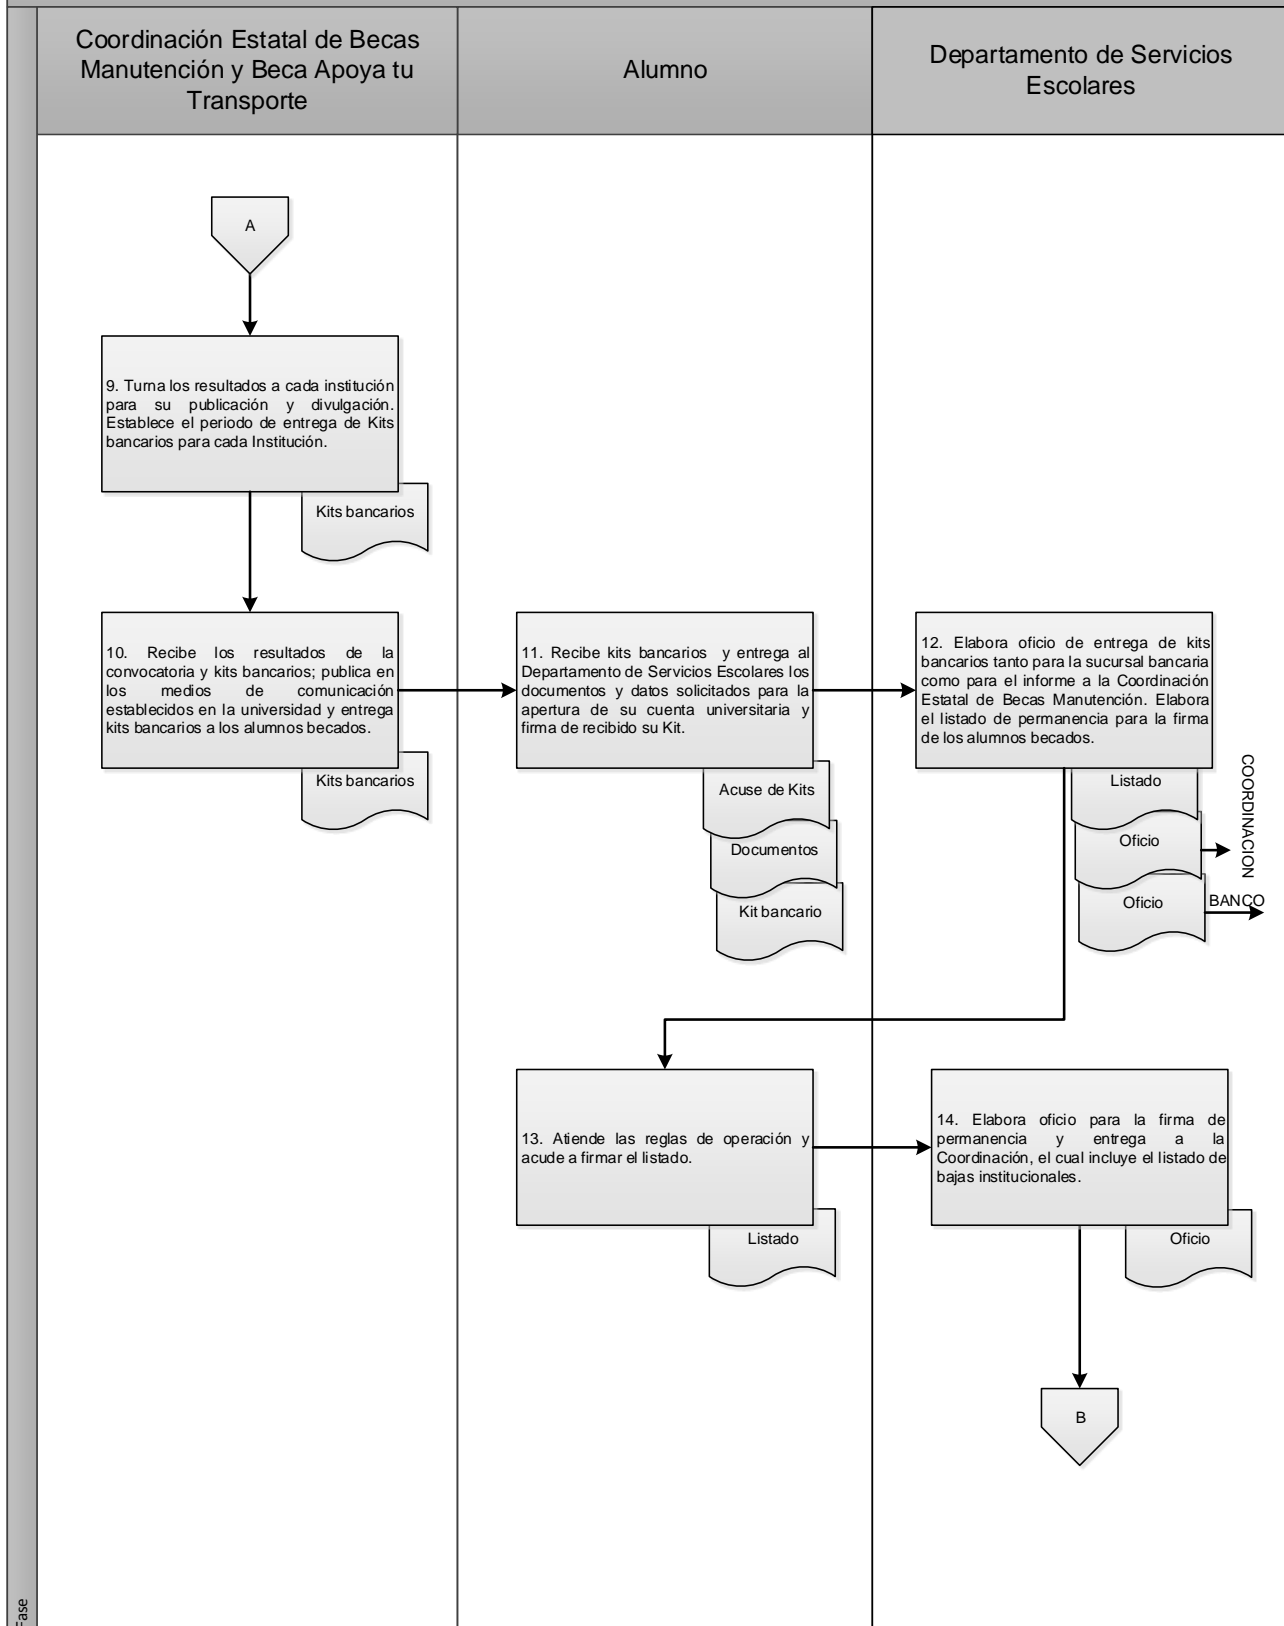 Coordinación Estatal de Becas
Manutención y Beca Apoya tu
Transporte
Alumno
Departamento de Servicios
Escolares
A
9. Turna los resultados a cada institución
para su publicación y divulgación.
Establece el periodo de entrega de Kits
bancarios para cada Institución.
Kits bancarios
10. Recibe los resultados de la
convocatoria y kits bancarios; publica en
los medios de comunicación
establecidos en la universidad y entrega
kits bancarios a los alumnos becados.
Kits bancarios
11. Recibe kits bancarios y entrega al
Departamento de Servicios Escolares los
documentos y datos solicitados para la
apertura de su cuenta universitaria y
firma de recibido su Kit.
Acuse de Kits
Documentos
Kit bancario
12. Elabora oficio de entrega de kits
bancarios tanto para la sucursal bancaria
como para el informe a la Coordinación
Estatal de Becas Manutención. Elabora
el listado de permanencia para la firma
de los alumnos becados.
Listado
Oficio
COORDINACION
Oficio
BANCO
13. Atiende las reglas de operación y
acude a firmar el listado.
Listado
14. Elabora oficio para la firma de
permanencia y entrega a la
Coordinación, el cual incluye el listado de
bajas institucionales.
Oficio
B
Fase